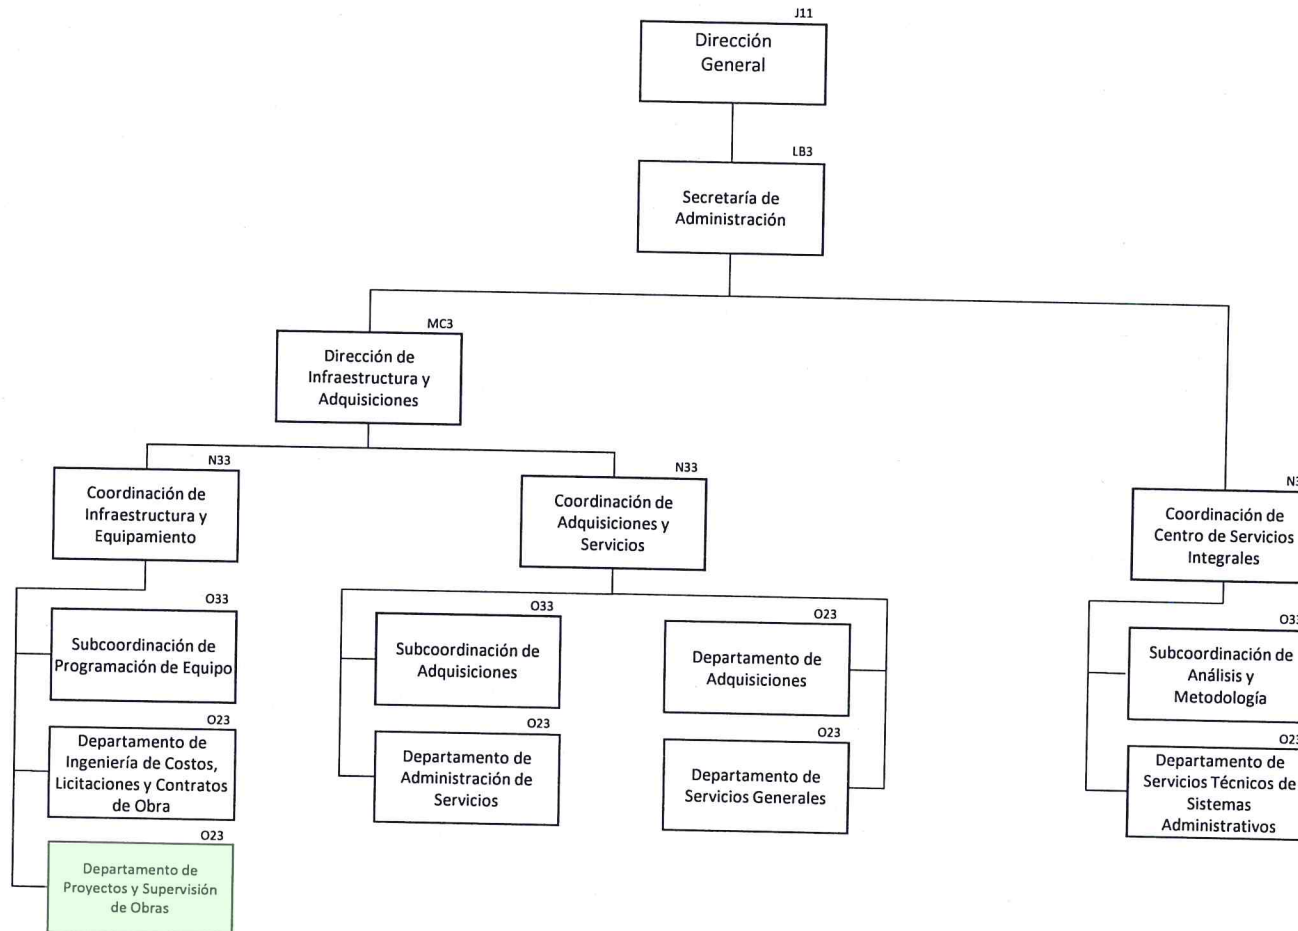 J11
Dirección
General
LB3
Secretaría de
Administración
MC3
Dirección de
Infraestructura y
Adquisiciones
N33
Coordinación de
Infraestructura y
Equipamiento
N33
Coordinación de
Adquisiciones y
Servicios
N3
Coordinación de
Centro de Servicios
Integrales
O33
Subcoordinación de
Programación de Equipo
O23
Departamento de
Ingeniería de Costos,
Licitaciones y Contratos
de Obra
O23
Departamento de
Proyectos y Supervisión
de Obras
O33
Subcoordinación de
Adquisiciones
O23
Departamento de
Administración de
Servicios
O23
Departamento de
Adquisiciones
O23
Departamento de
Servicios Generales
O33
Subcoordinación de
Análisis y
Metodología
O23
Departamento de
Servicios Técnicos de
Sistemas
Administrativos